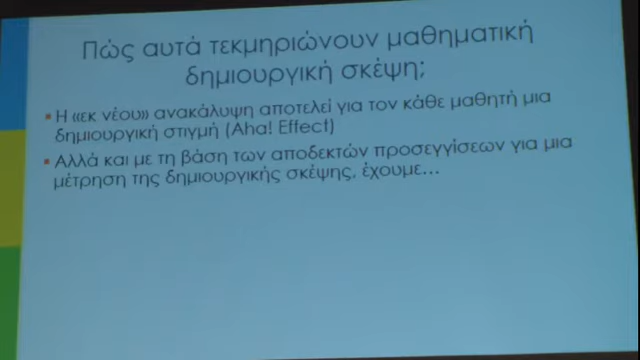 Πώς αυτά τεκμηριώνουν μαθηματική
δημιουργική σκέψη;
Η «εκ νέου» ανακάλυψη αποτελεί για τον κάθε μαθητή μια
δημιουργική στιγμή (Aha! Effect)
Αλλά και με τη βάση των αποδεκτών προσεγγίσεων για μια
μέτρηση της δημιουργικής σκέψης, έχουμε...